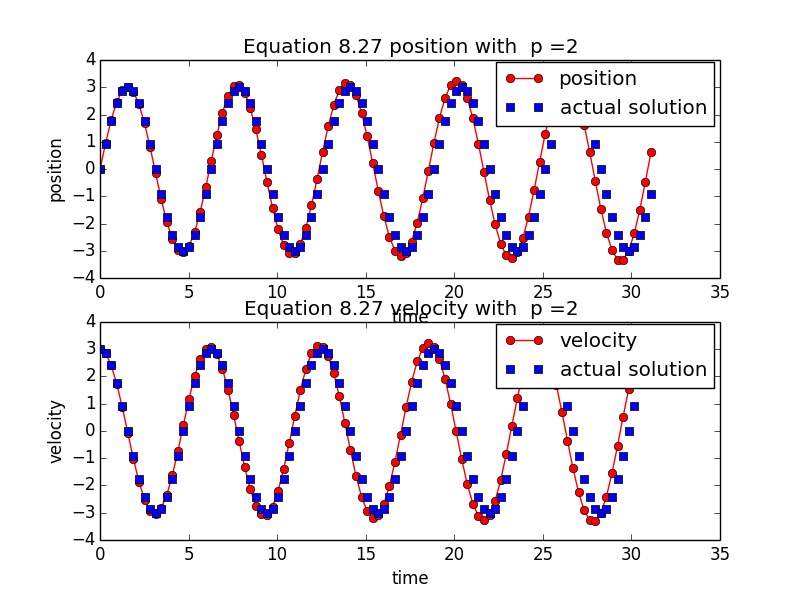 Equation 8.27 position with p =2
4
3
2
1
0
−1
−2
−3
−4
position
position
actual solution
0 5 10 15 20 25 30 35
time
Equation 8.27 velocity with p =2
4
3
2
1
0
−1
−2
−3
−4
velocity
velocity
actual solution
0 5 10 15 20 25 30 35
time